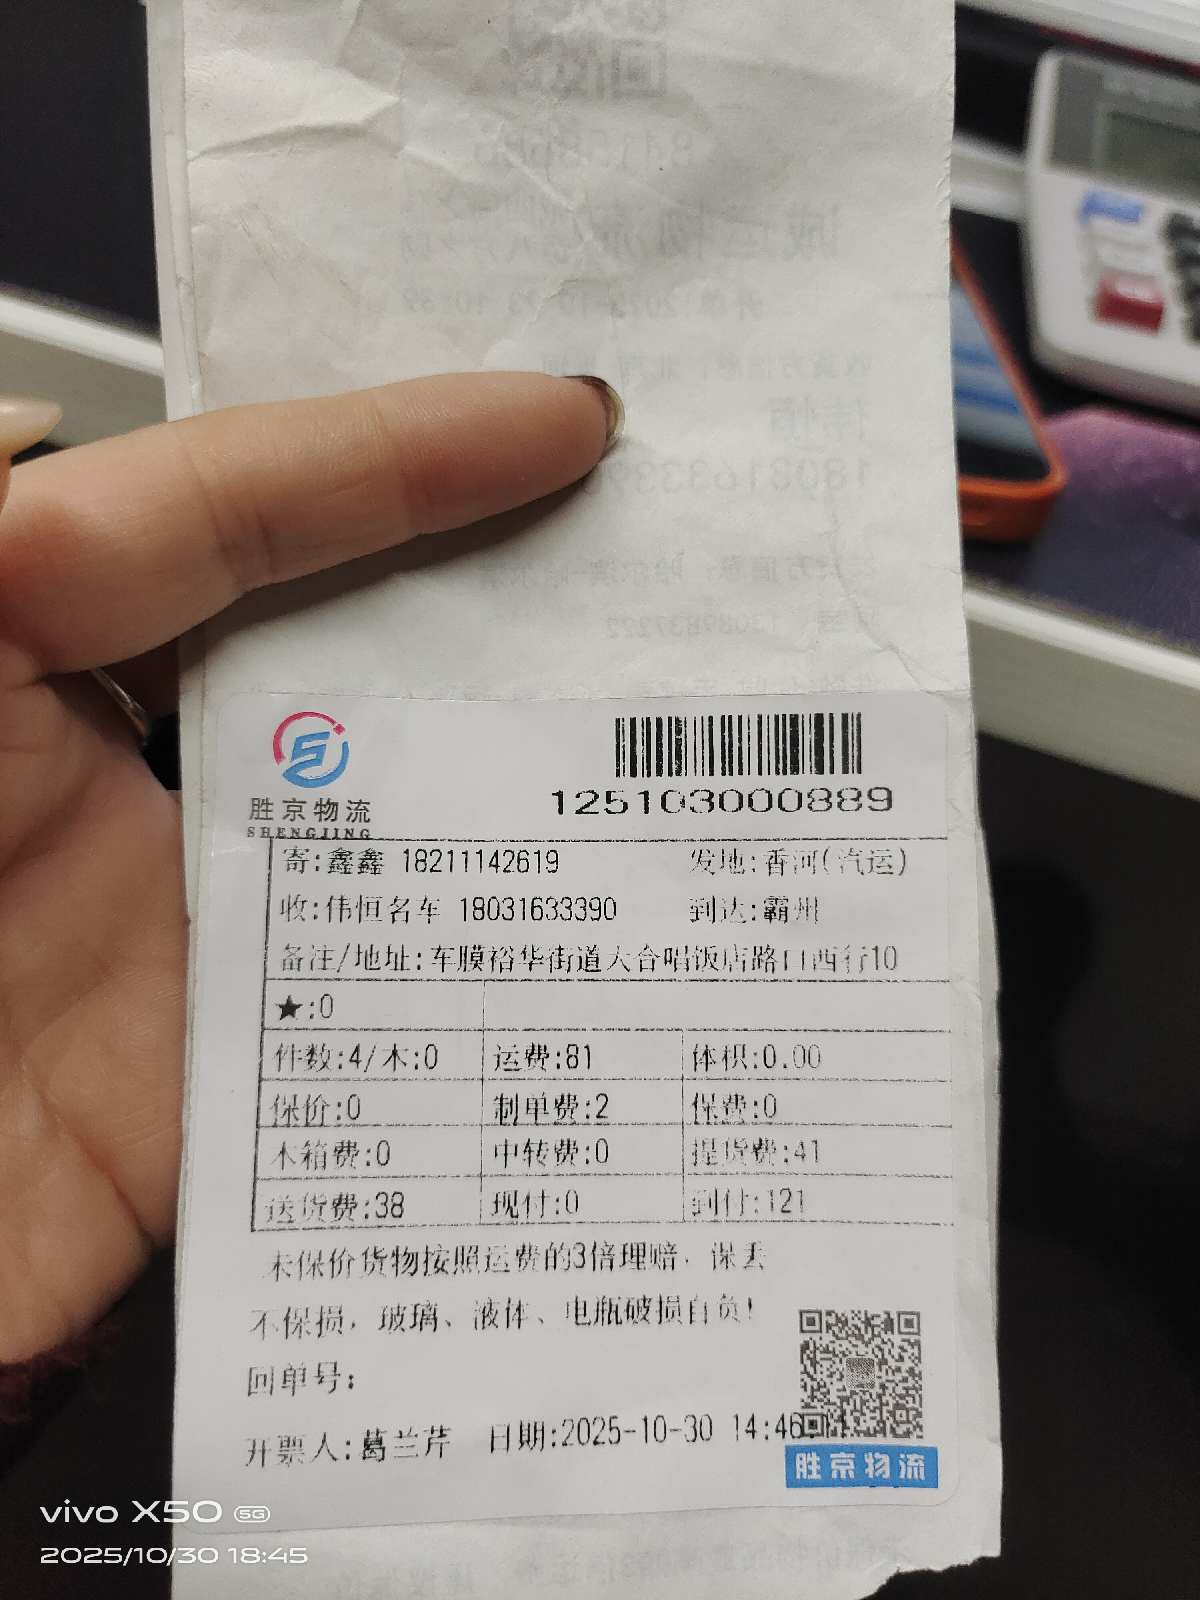 胜京物流
SHENGJING
125103000889
寄:鑫鑫 18211142619 发地:香河(汽运)
收:伟恒名车 18031633390 到达:霸州
备注/地址:车膜裕华街道大合唱饭店路口西行10
★:0
件数:4/木:0 运费:81 体积:0.00
保价:0 制单费:2 保费:0
木箱费:0 中转费:0 提货费:41
送货费:38 现付:0 到付:121
未保价货物按照运费的3倍理赔，保丢
不保损，玻璃、液体、电瓶破损自负！
回单号：
开票人:葛兰芹 日期:2025-10-30 14:46
胜京物流
vivo X50 5G
2025/10/30 18:45